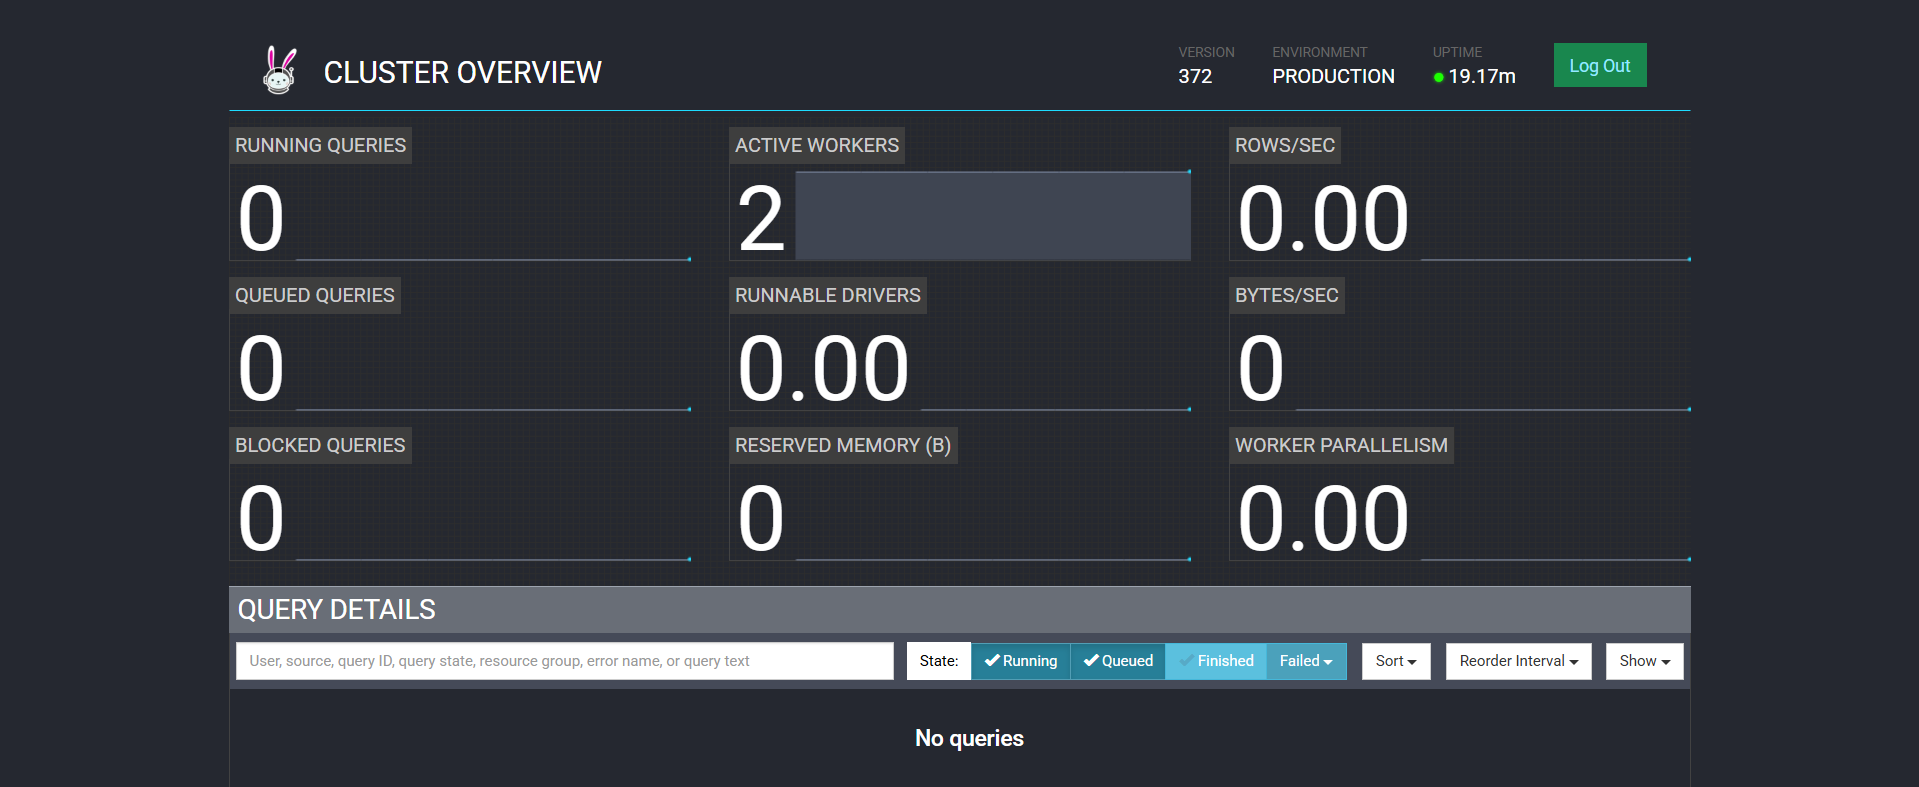 CLUSTER OVERVIEW
VERSION
372
ENVIRONMENT
PRODUCTION
UPTIME
19.17m
Log Out
RUNNING QUERIES
0
ACTIVE WORKERS
2
ROWS/SEC
0.00
QUEUED QUERIES
0
RUNNABLE DRIVERS
0.00
BYTES/SEC
0
BLOCKED QUERIES
0
RESERVED MEMORY (B)
0
WORKER PARALLELISM
0.00
QUERY DETAILS
User, source, query ID, query state, resource group, error name, or query text
State: Running Queued Finished Failed Sort Reorder Interval Show
No queries